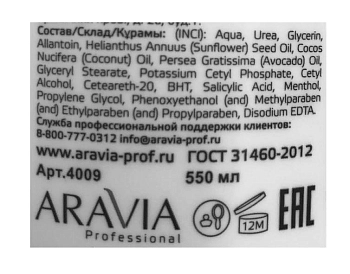 Состав/Склад/Курамы: (INCI): Aqua, Urea, Glycerin,
Allantoin, Helianthus Annuus (Sunflower) Seed Oil, Cocos
Nucifera (Coconut) Oil, Persea Gratissima (Avocado) Oil,
Glyceryl Stearate, Potassium Cetyl Phosphate, Cetyl
Alcohol, Ceteareth-20, BHT, Salicylic Acid, Menthol,
Propylene Glycol, Phenoxyethanol (and) Methylparaben
(and) Ethylparaben (and) Propylparaben, Disodium EDTA.
Служба профессиональной поддержки клиентов:
8-800-777-0312 info@aravia-prof.ru
www.aravia-prof.ru ГОСТ 31460-2012
Арт.4009 550 мл
ARAVIA
Professional
12M
EAC